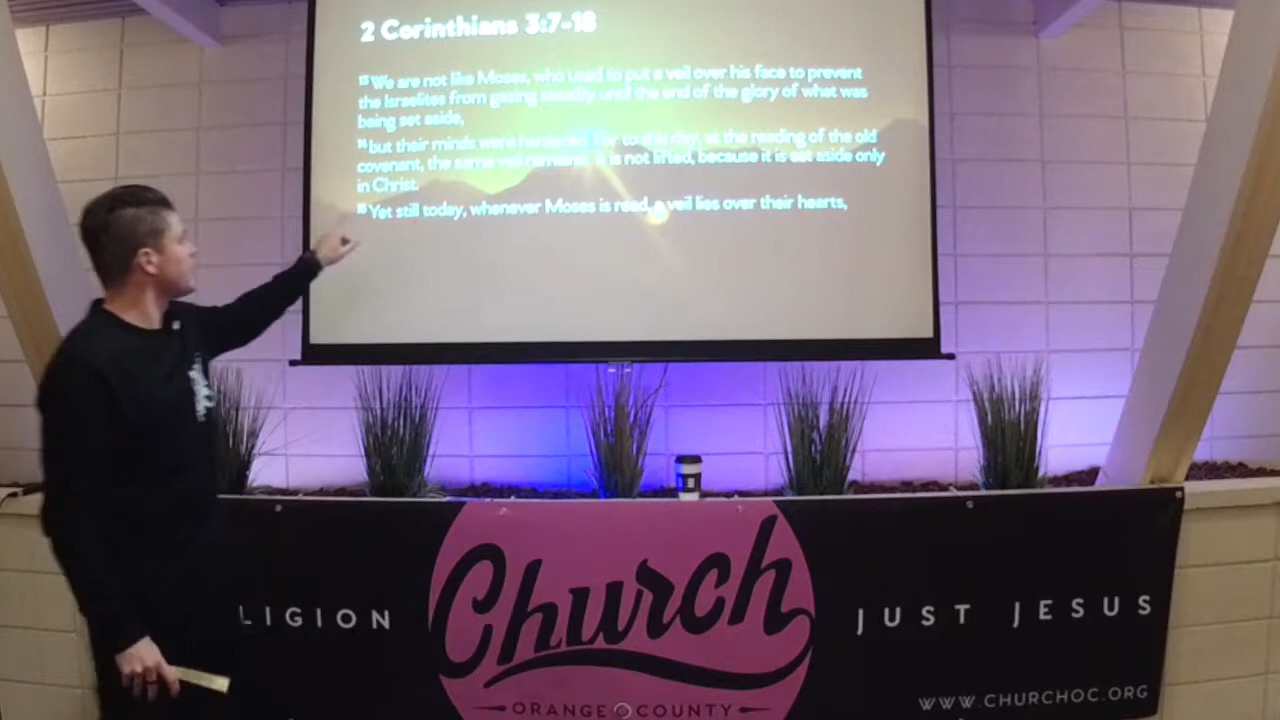 2 Corinthians 3:7-18
13 We are not like Moses, who used to put a veil over his face to prevent
the Israelites from gazing steadily until the end of the glory of what was
being set aside,
14 but their minds were hardened. For to this day, at the reading of the old
covenant, the same veil remains; it is not lifted, because it is set aside only
in Christ.
15 Yet still today, whenever Moses is read, a veil lies over their hearts,
LIGION
Church
JUST JESUS
ORANGE COUNTY
WWW.CHURCHOC.ORG